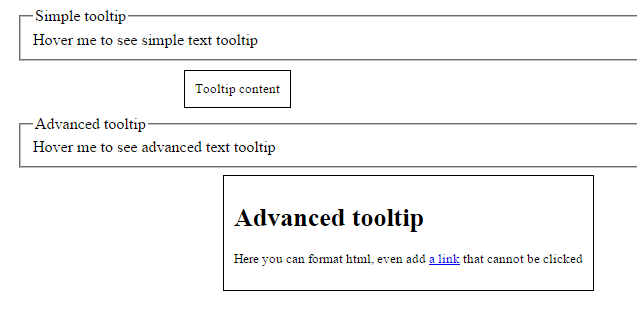 Simple tooltip
Hover me to see simple text tooltip
Tooltip content
Advanced tooltip
Hover me to see advanced text tooltip
Advanced tooltip
Here you can format html, even add a link that cannot be clicked